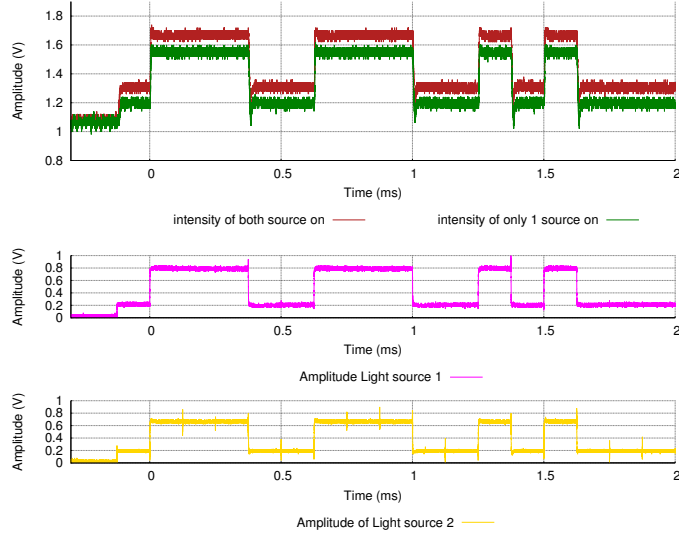 Amplitude (V)
1.8
1.6
1.4
1.2
1
0.8
0 0.5 1 1.5 2
Time (ms)
intensity of both source on intensity of only 1 source on
Amplitude (V)
1
0.8
0.6
0.4
0.2
0
0 0.5 1 1.5 2
Time (ms)
Amplitude Light source 1
Amplitude (V)
1
0.8
0.6
0.4
0.2
0
0 0.5 1 1.5 2
Time (ms)
Amplitude of Light source 2